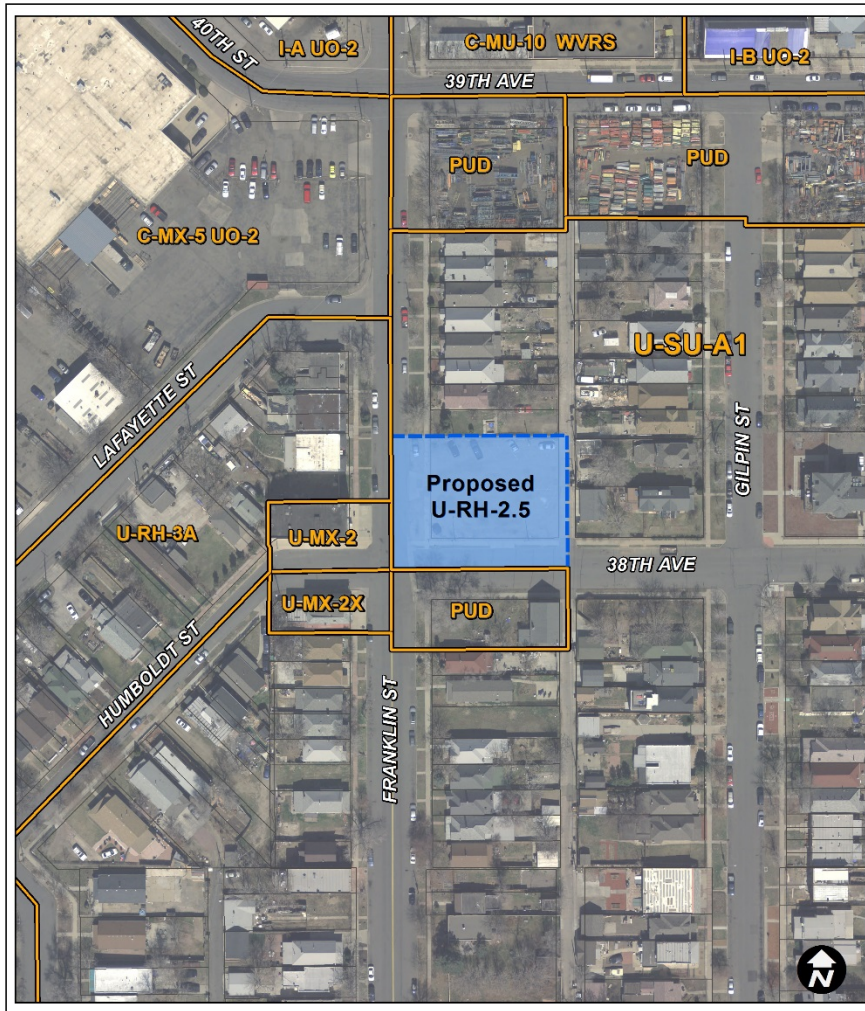 40TH ST
I-A UO-2
C-MU-10 WVRS
I-B UO-2
39TH AVE
PUD
PUD
C-MX-5 UO-2
U-SU-A1
LAFAYETTE ST
Proposed
U-RH-2.5
GILPIN ST
U-RH-3A
U-MX-2
38TH AVE
U-MX-2X
PUD
HUMBOLDT ST
FRANKLIN ST
N